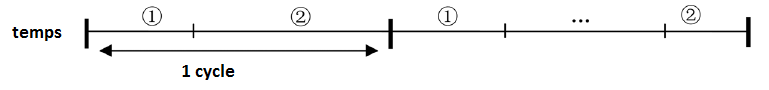 ① ② ① ... ②
temps
1 cycle